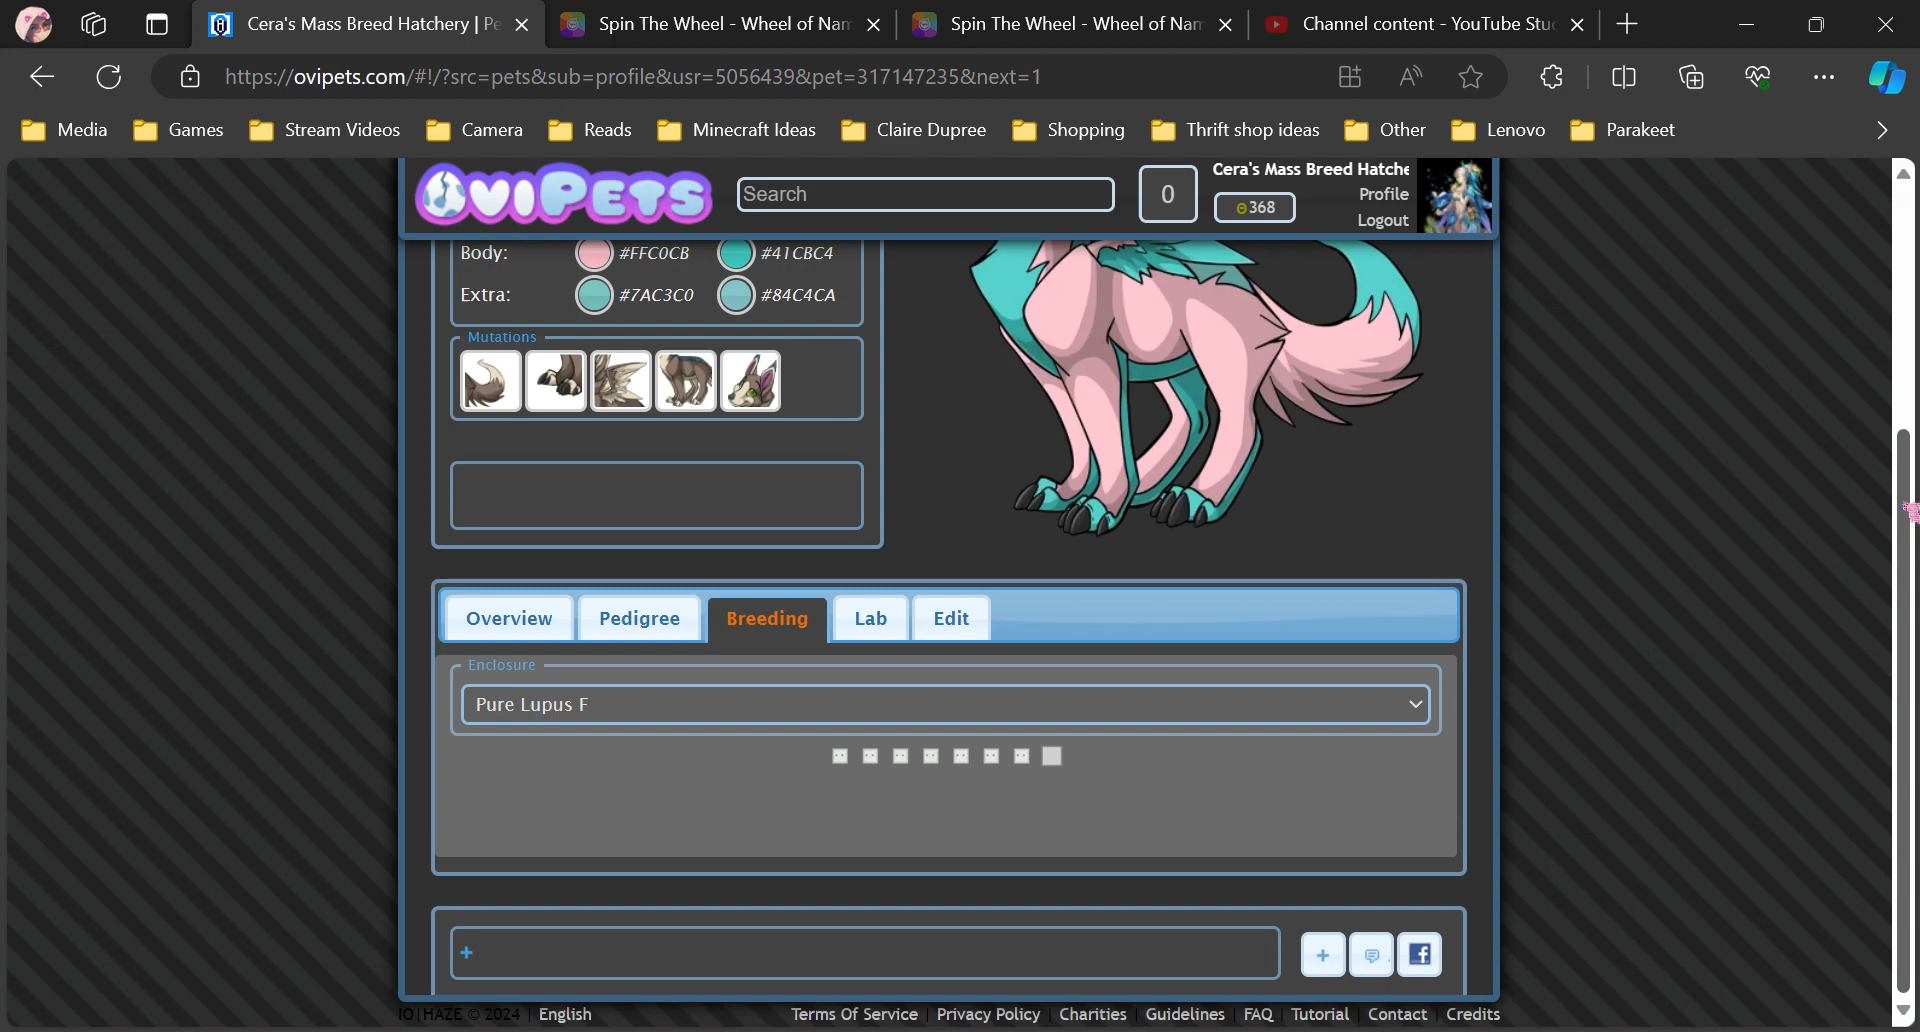 Cera's Mass Breed Hatchery | Pe
Spin The Wheel - Wheel of Nam
Spin The Wheel - Wheel of Nam
Channel content - YouTube Stud
https://ovipets.com/#!/?src=pets&sub=profile&usr=5056439&pet=317147235&next=1
Media Games Stream Videos Camera Reads Minecraft Ideas Claire Dupree Shopping Thrift shop ideas Other Lenovo Parakeet
OVIPETS
Search
0
Cera's Mass Breed Hatche
368
Profile
Logout
Body: #FFC0CB #41CBC4
Extra: #7AC3C0 #84C4CA
Mutations
Overview Pedigree Breeding Lab Edit
Enclosure
Pure Lupus F
IO|HAZE © 2024 English Terms Of Service Privacy Policy Charities Guidelines FAQ Tutorial Contact Credits